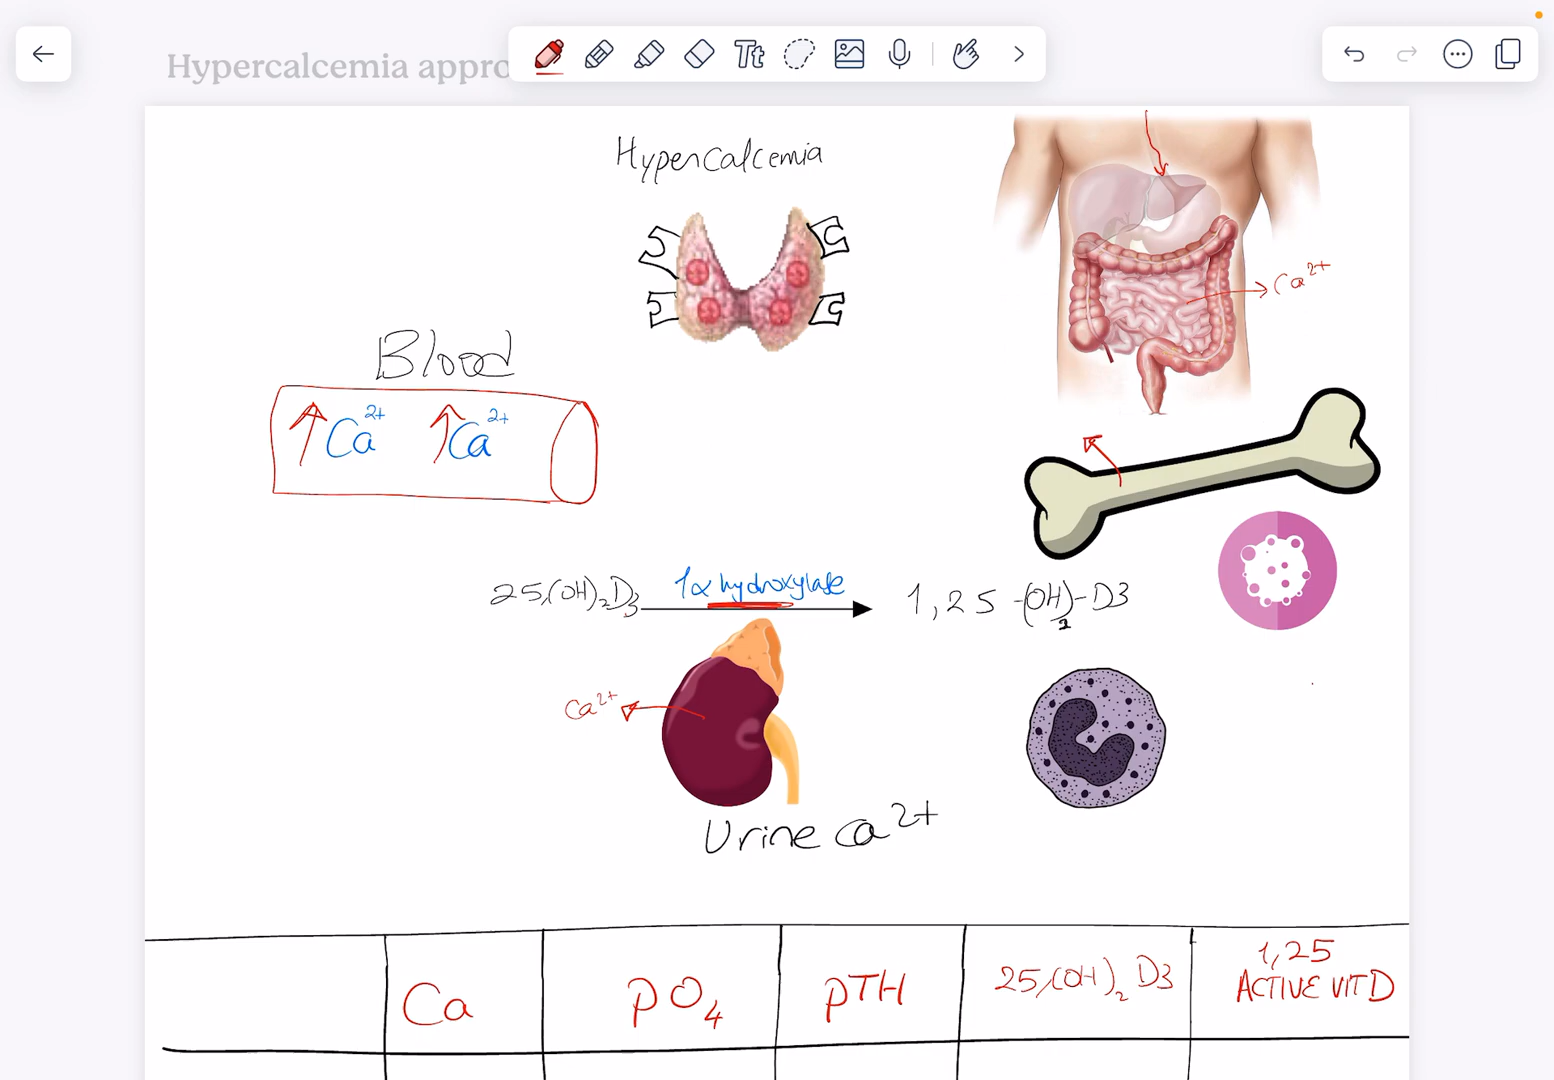 Hypercalcemia appro
Tt
Hypercalcemia
Ca2+
Blood
↑Ca2+ ↑Ca2+
25,(OH)2D3
1α hydroxylase
1,25-(OH)2-D3
Ca2+
Urine Ca2+
Ca
PO4
PTH
25,(OH)2 D3
1,25
ACTIVE VIT D